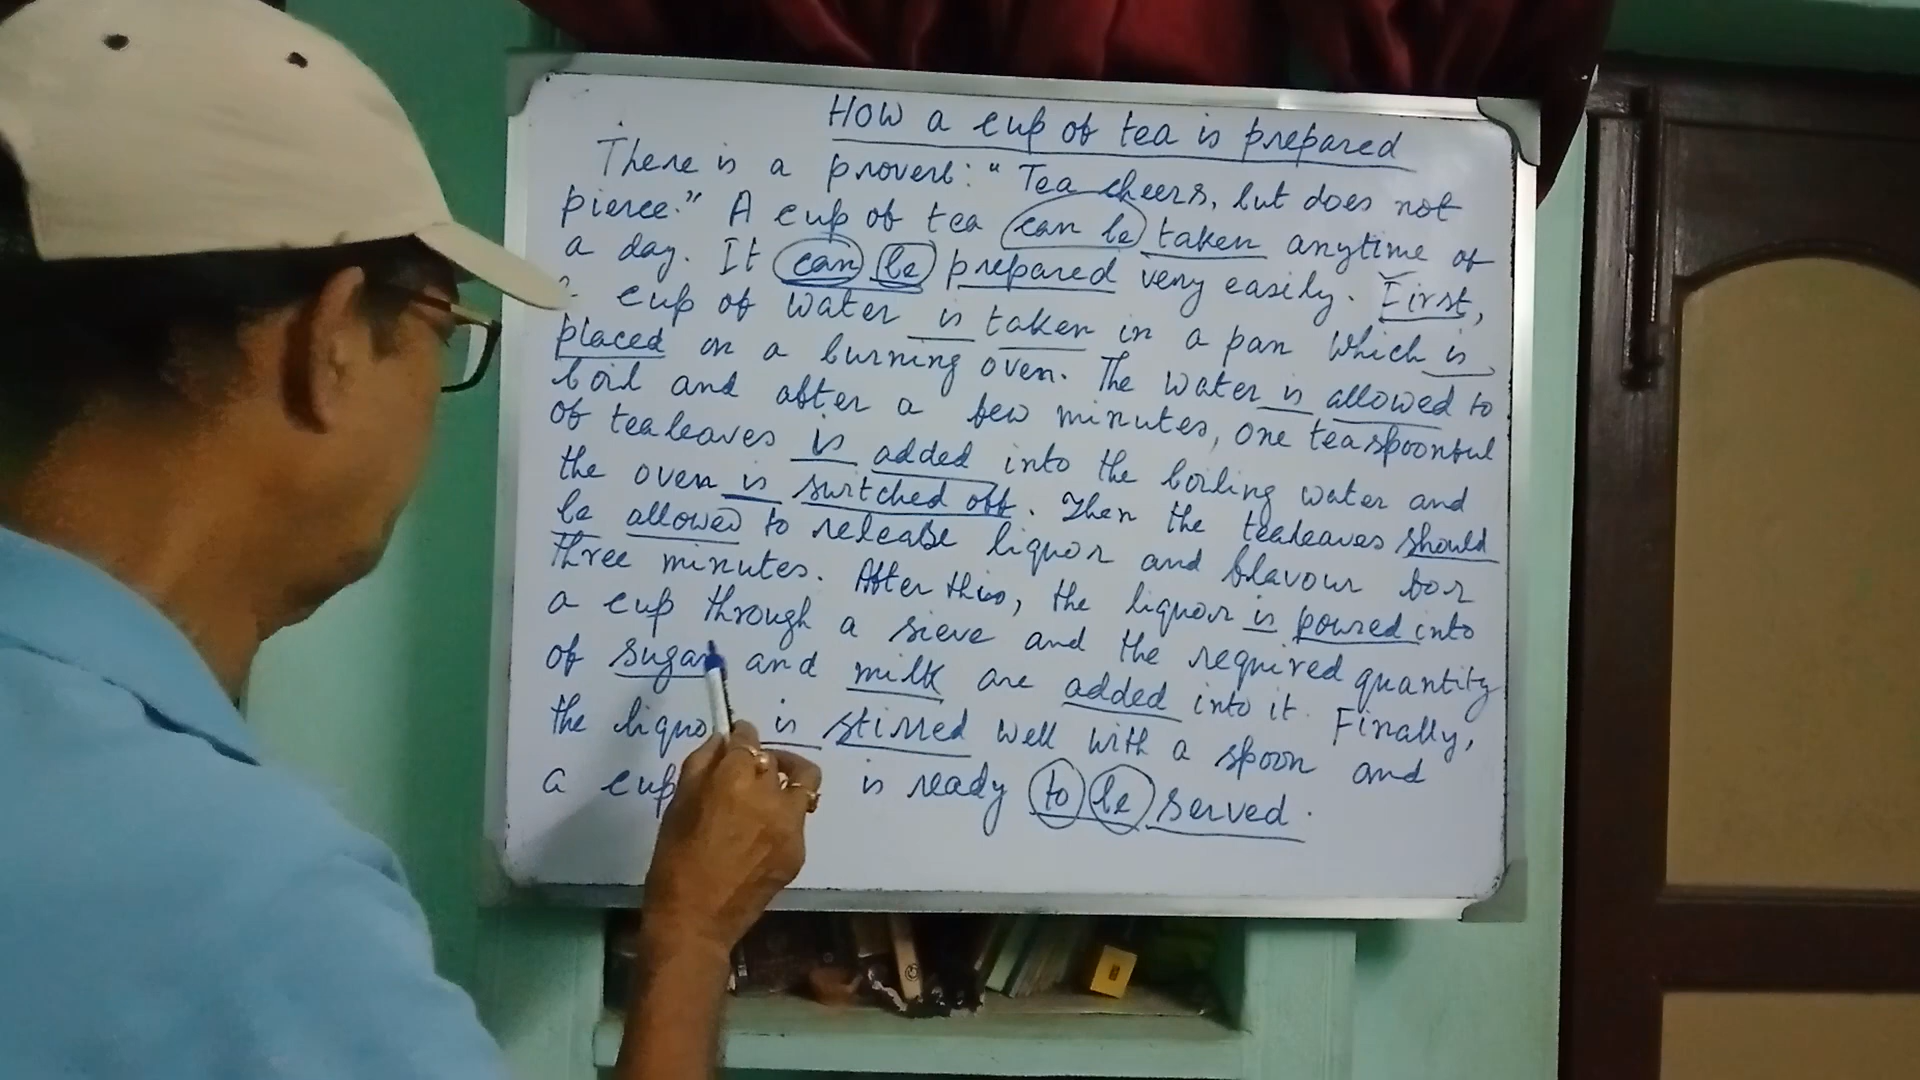 HOW a cup of tea is prepared
There is a proverb: "Tea cheers, but does not
pierce." A cup of tea can be taken anytime of
a day. It can be prepared very easily. First,
cup of water is taken in a pan which is
placed on a burning oven. The water is allowed to
boil and after a few minutes, one teaspoonful
of tealeaves is added into the boiling water and
the oven is switched off. Then the tealeaves should
be allowed to release liquor and flavour for
three minutes. After this, the liquor is poured into
a cup through a sieve and the required quantity
of sugar and milk are added into it. Finally,
the is stirred well with a spoon and
a cup is ready to be served.